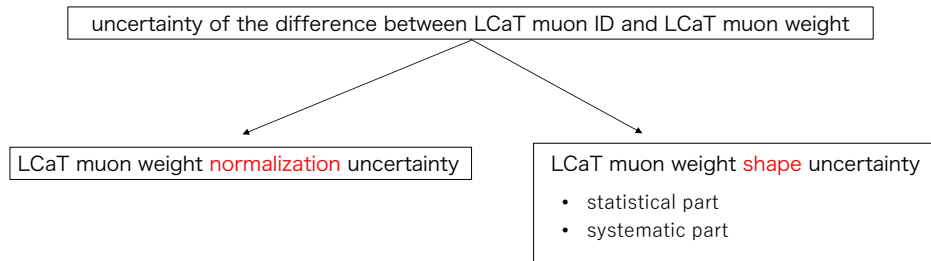 uncertainty of the difference between LCaT muon ID and LCaT muon weight
LCaT muon weight normalization uncertainty
LCaT muon weight shape uncertainty
• statistical part
• systematic part